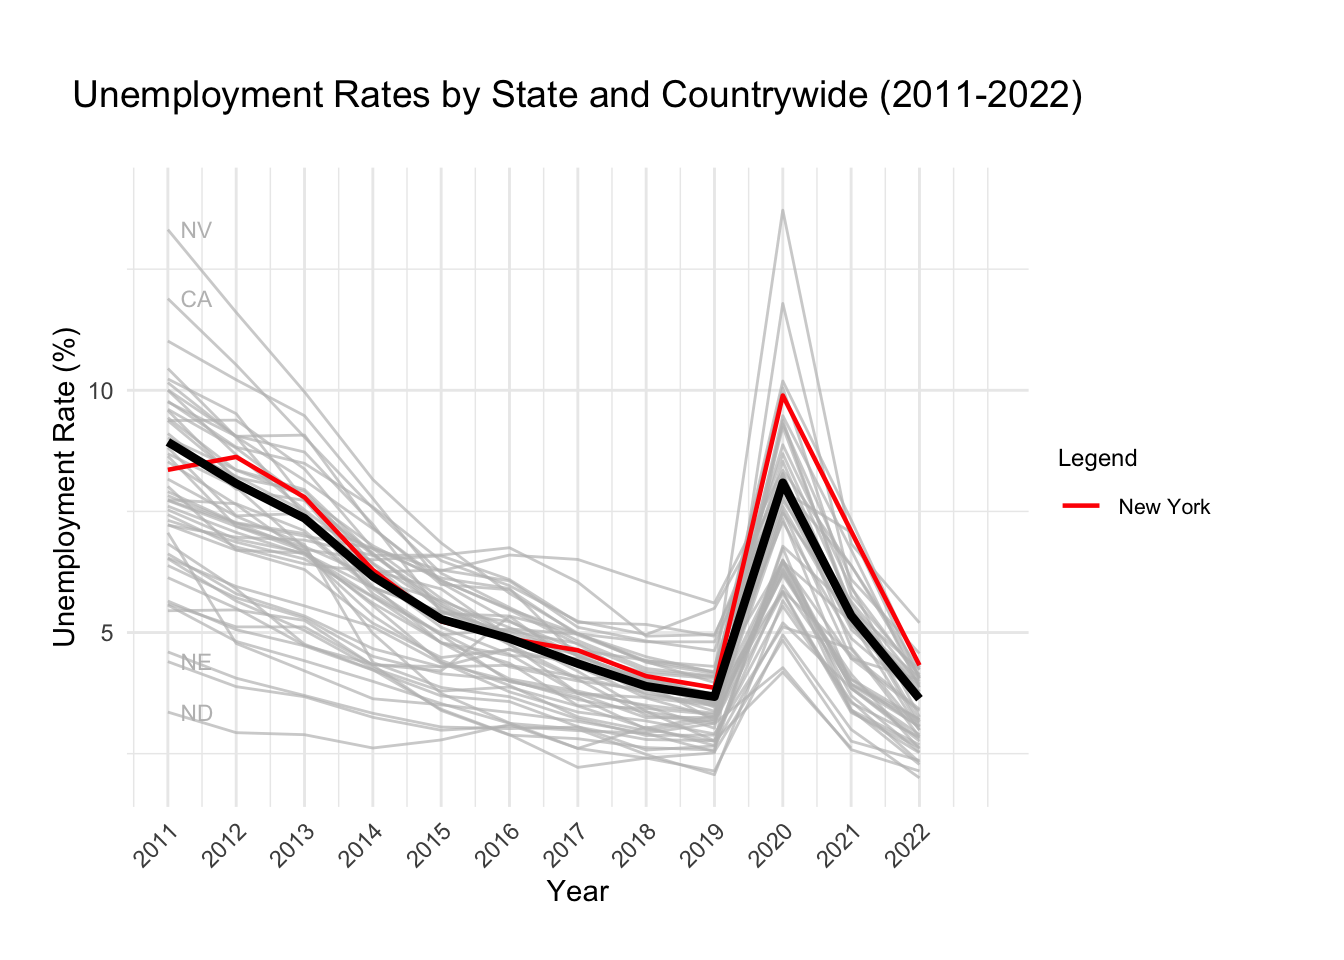 Unemployment Rates by State and Countrywide (2011-2022)
NV
CA
NE
ND
Unemployment Rate (%)
10
5
2011
2012
2013
2014
2015
2016
2017
2018
2019
2020
2021
2022
Year
Legend
New York